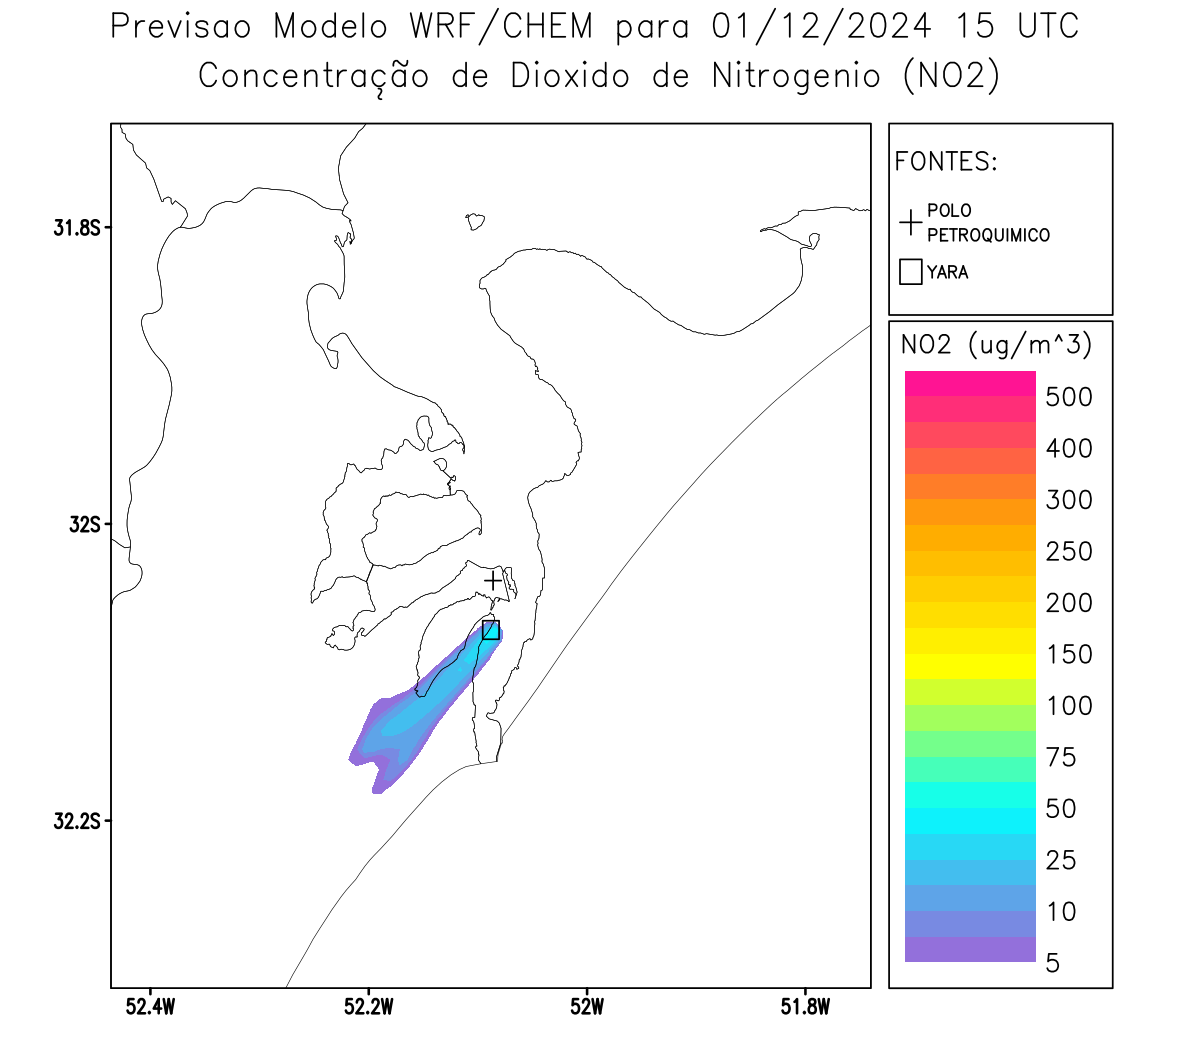 Previsao Modelo WRF/CHEM para 01/12/2024 15 UTC
Concentração de Dioxido de Nitrogenio (NO2)
FONTES:
POLO
PETROQUIMICO
YARA
NO2 (ug/m^3)
500
400
300
250
200
150
100
75
50
25
10
5
31.8S
32S
32.2S
52.4W
52.2W
52W
51.8W